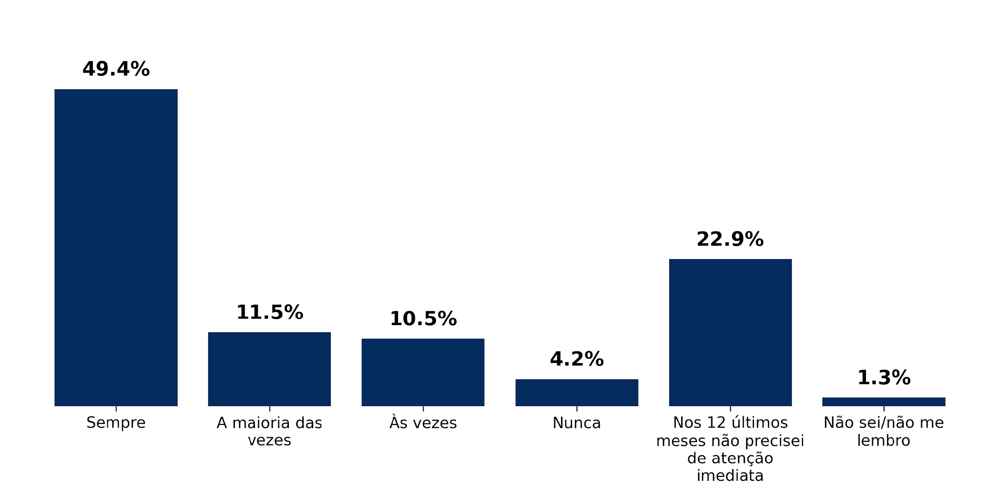 49.4%
11.5%
10.5%
4.2%
22.9%
1.3%
Sempre
A maioria das
vezes
Às vezes
Nunca
Nos 12 últimos
meses não precisei
de atenção
imediata
Não sei/não me
lembro